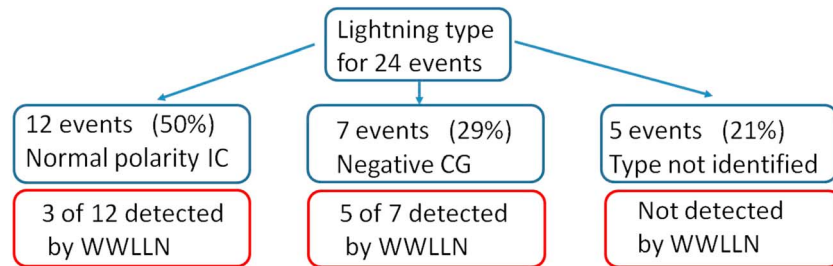 Lightning type
for 24 events
12 events (50%)
Normal polarity IC
3 of 12 detected
by WWLLN
7 events (29%)
Negative CG
5 of 7 detected
by WWLLN
5 events (21%)
Type not identified
Not detected
by WWLLN